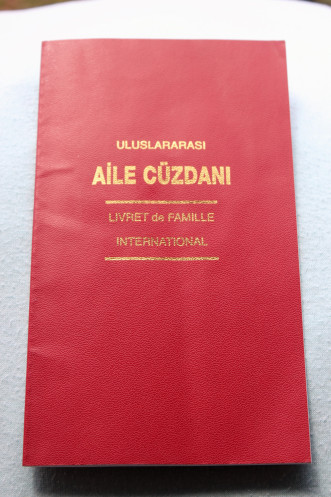 ULUSLARARASI
AİLE CÜZDANI
LIVRET de FAMILLE
INTERNATIONAL